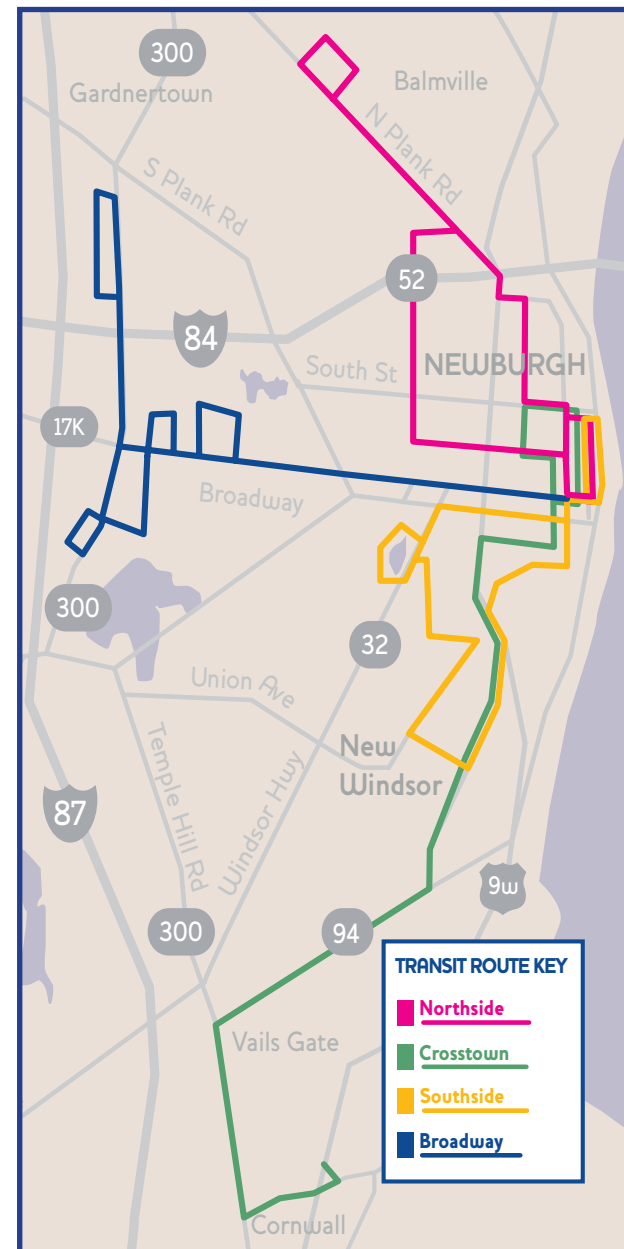 300
Gardnertown
Balmville
N Plank Rd
S Plank Rd
52
84
South St
NEWBURGH
17K
Broadway
300
32
Union Ave
New
Windsor
Temple Hill Rd
Windsor Hwy
87
9w
300
94
TRANSIT ROUTE KEY
Northside
Crosstown
Southside
Broadway
Vails Gate
Cornwall